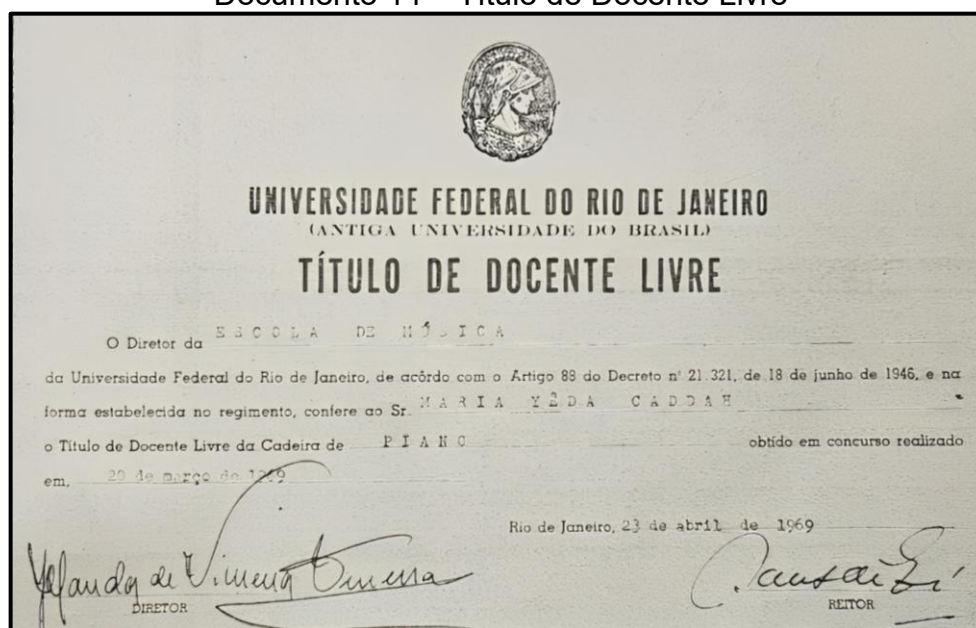 Título de Docente Livre
UNIVERSIDADE FEDERAL DO RIO DE JANEIRO
(ANTIGA UNIVERSIDADE DO BRASIL)
TÍTULO DE DOCENTE LIVRE
O Diretor da ESCOLA DE MÚSICA
da Universidade Federal do Rio de Janeiro, de acôrdo com o Artigo 88 do Decreto nº 21.321, de 18 de junho de 1946, e na
forma estabelecida no regimento, confere ao Sr. MARIA YÊDA CADDAH
o Título de Docente Livre da Cadeira de PIANO obtido em concurso realizado
em, de março de 1969
Rio de Janeiro, 23 de abril de 1969
Yolanda de
DIRETOR
REITOR